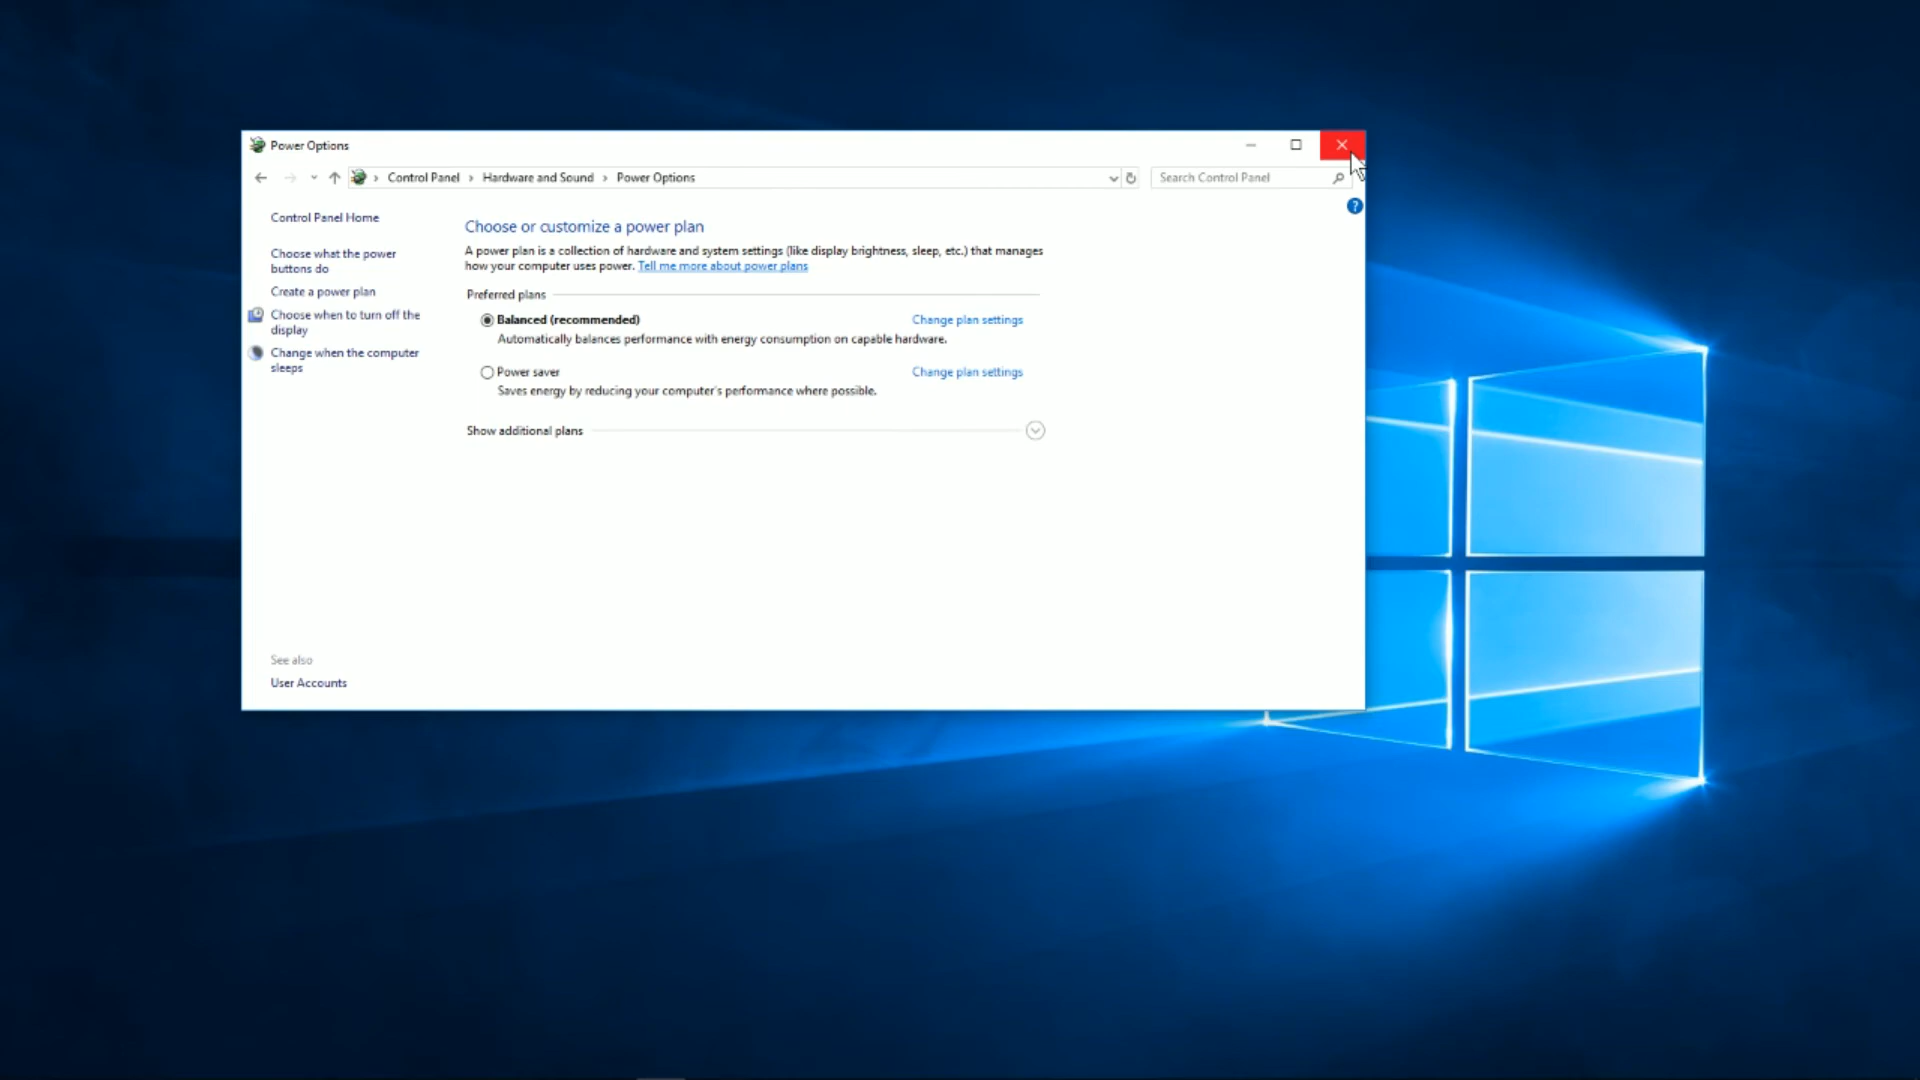 Power Options
Control Panel > Hardware and Sound > Power Options
Search Control Panel
?
Control Panel Home
Choose what the power
buttons do
Create a power plan
Choose when to turn off the
display
Change when the computer
sleeps
See also
User Accounts
Choose or customize a power plan
A power plan is a collection of hardware and system settings (like display brightness, sleep, etc.) that manages
how your computer uses power. Tell me more about power plans
Preferred plans
Balanced (recommended) Change plan settings
Automatically balances performance with energy consumption on capable hardware.
Power saver Change plan settings
Saves energy by reducing your computer's performance where possible.
Show additional plans